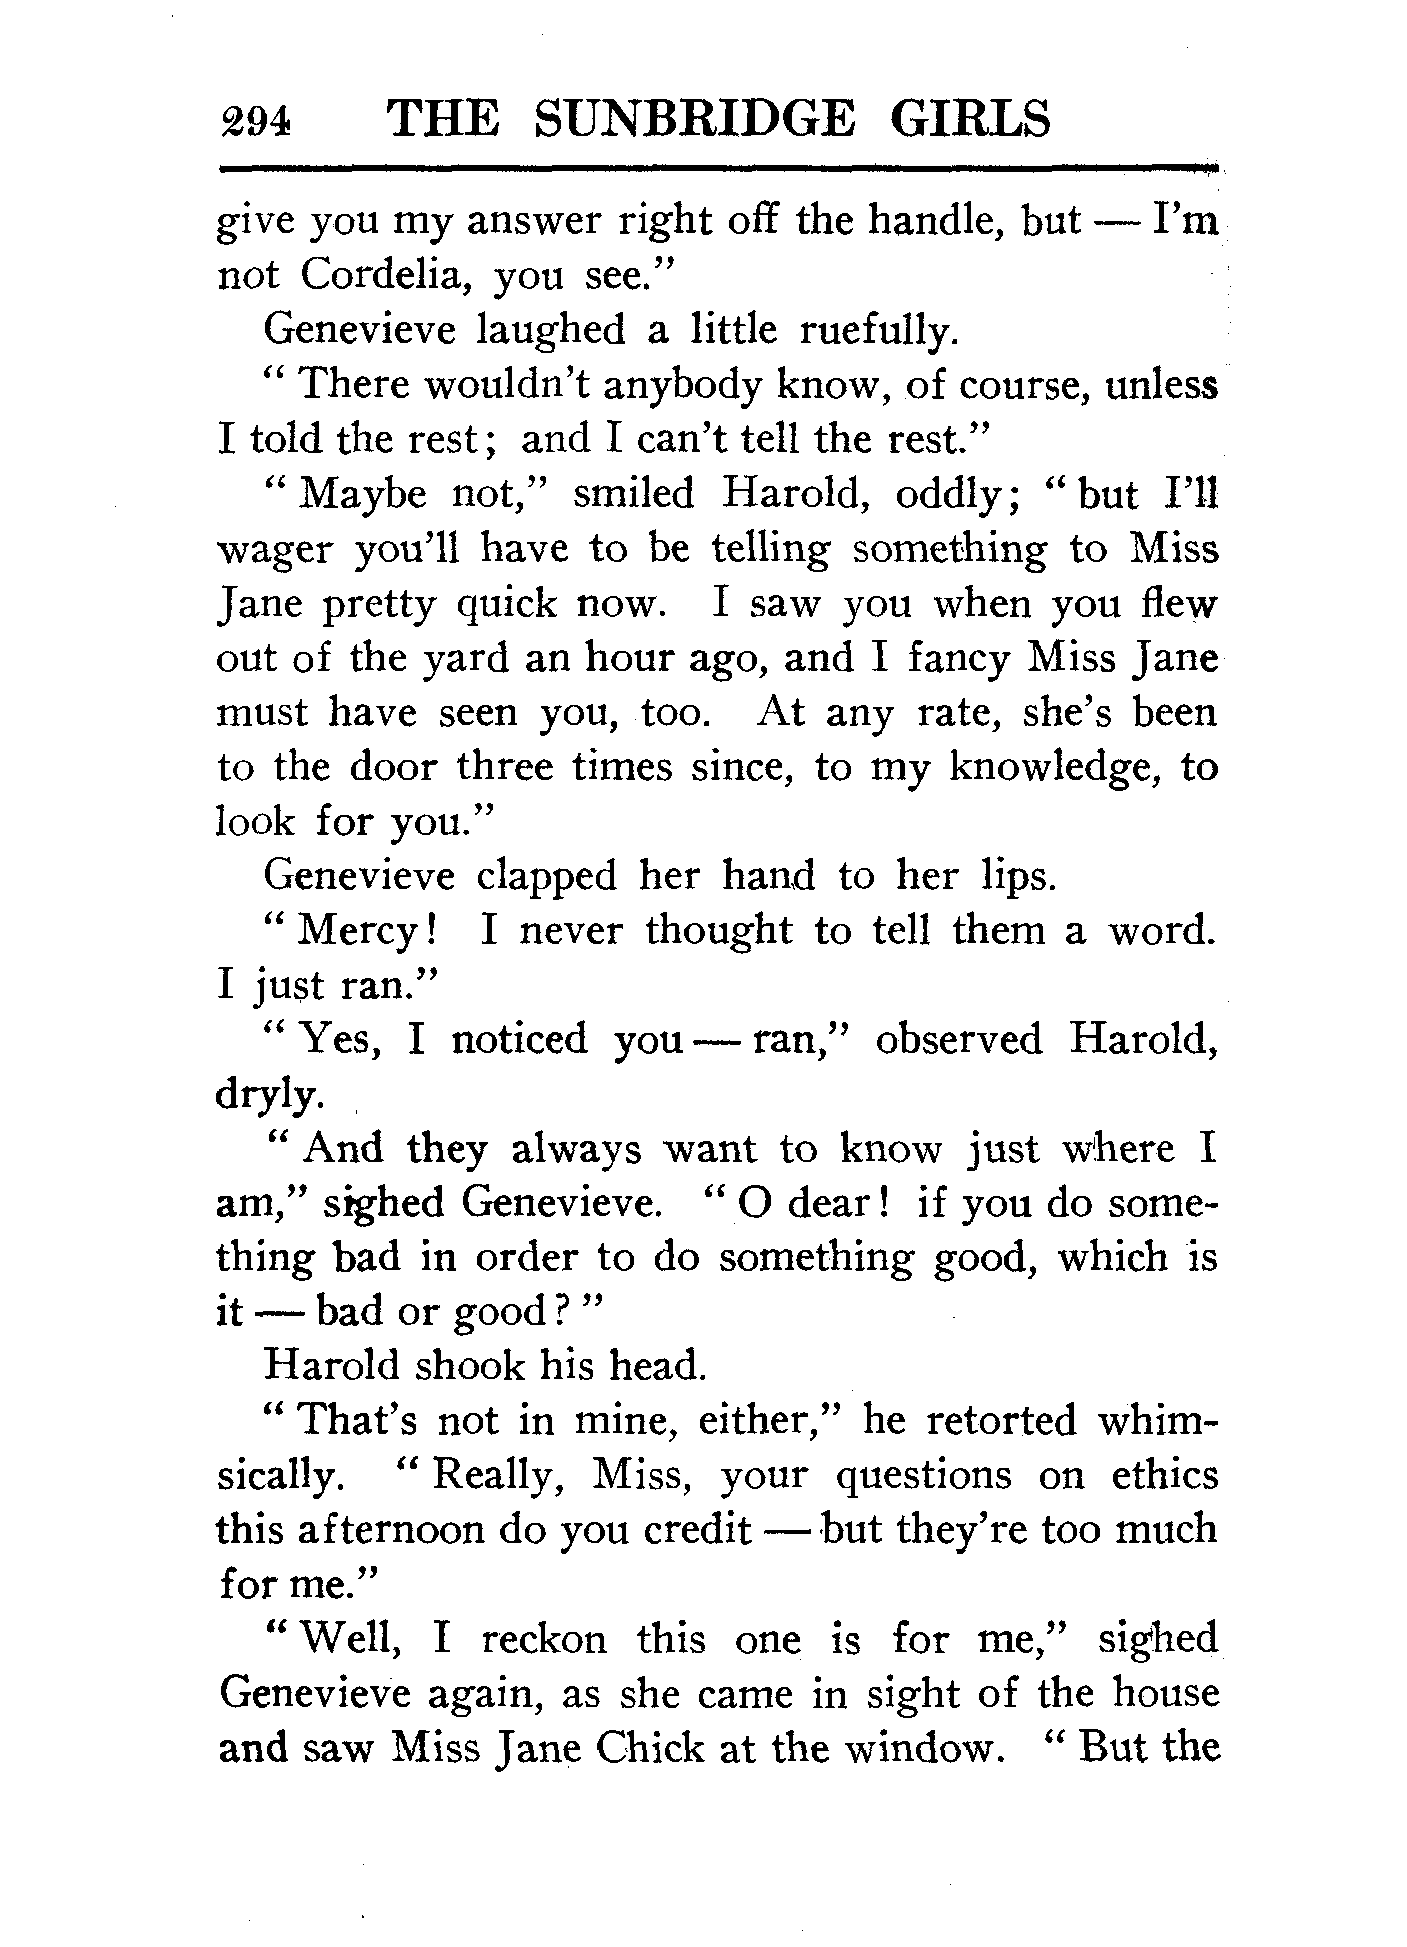 294 THE SUNBRIDGE GIRLS
give you my answer right off the handle, but — I'm
not Cordelia, you see."
Genevieve laughed a little ruefully.
" There wouldn't anybody know, of course, unless
I told the rest; and I can't tell the rest."
" Maybe not," smiled Harold, oddly; " but I'll
wager you'll have to be telling something to Miss
Jane pretty quick now. I saw you when you flew
out of the yard an hour ago, and I fancy Miss Jane
must have seen you, too. At any rate, she's been
to the door three times since, to my knowledge, to
look for you."
Genevieve clapped her hand to her lips.
" Mercy! I never thought to tell them a word.
I just ran."
" Yes, I noticed you — ran," observed Harold,
dryly.
" And they always want to know just where I
am," sighed Genevieve. " O dear! if you do some-
thing bad in order to do something good, which is
it — bad or good? "
Harold shook his head.
" That's not in mine, either," he retorted whim-
sically. " Really, Miss, your questions on ethics
this afternoon do you credit — but they're too much
for me."
" Well, I reckon this one is for me," sighed
Genevieve again, as she came in sight of the house
and saw Miss Jane Chick at the window. " But the